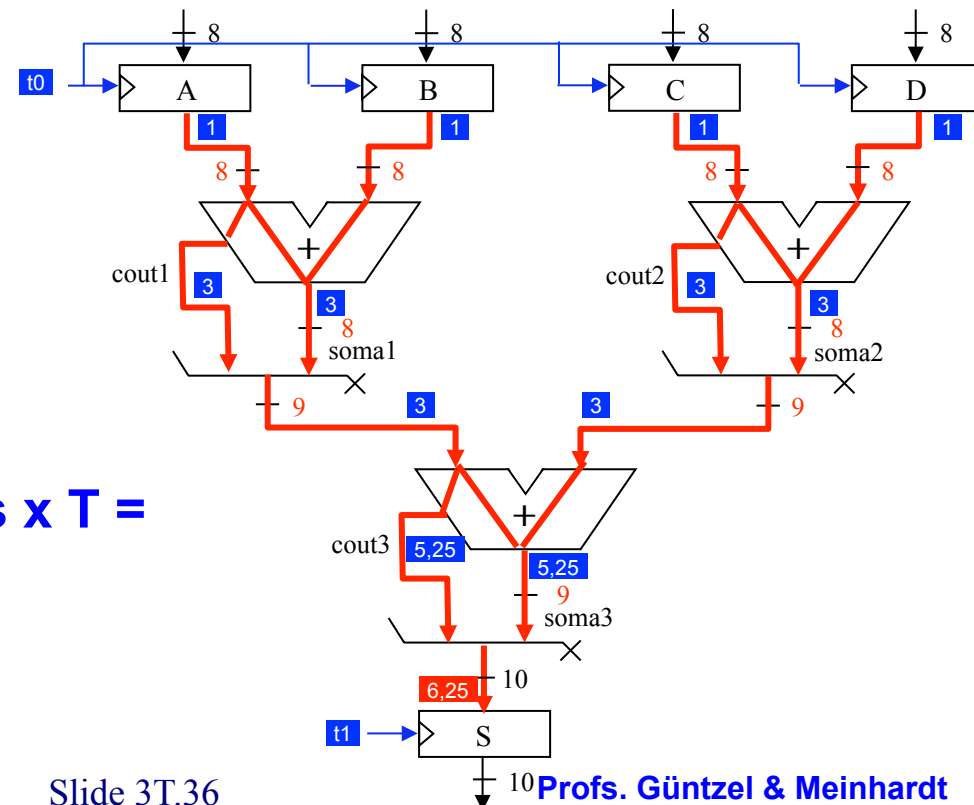 8 8 8 8
t0 A B C D
1 1 1 1
8 8 8 8
+ +
cout1 cout2
3 3 3 3
8 8
soma1 soma2
9 3 3 9
s x T =
+
cout3
5,25 5,25
9
soma3
6,25 10
t1 S
Slide 3T.36 10 Profs. Güntzel & Meinhardt